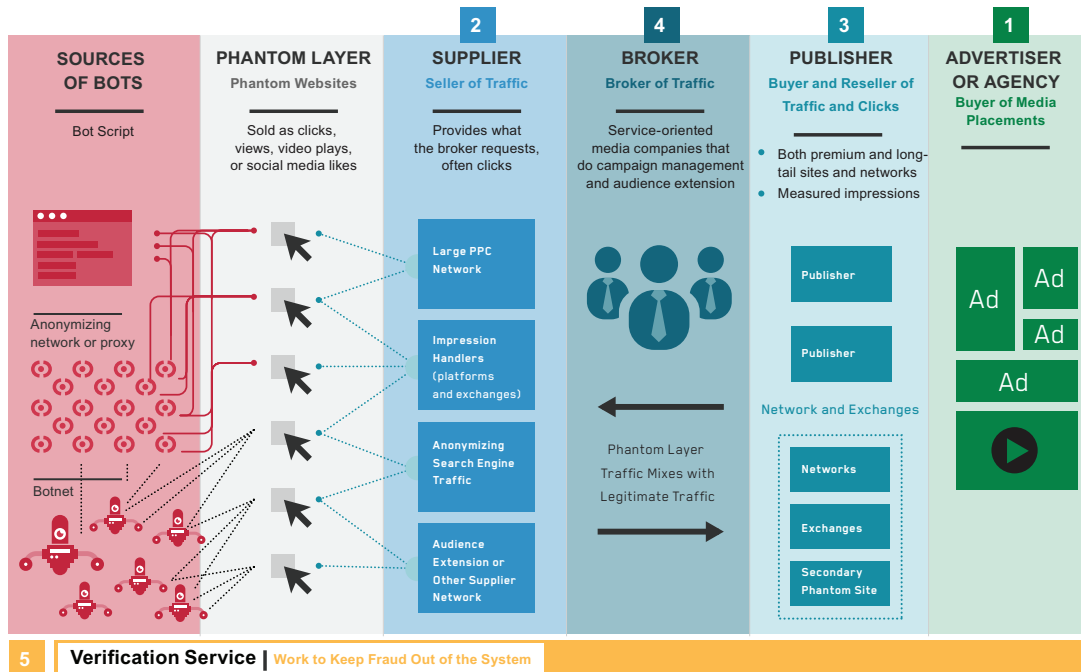 2
4
3
1
SOURCES
OF BOTS
Bot Script
Anonymizing
network or proxy
Botnet
PHANTOM LAYER
Phantom Websites
Sold as clicks,
views, video plays,
or social media likes
SUPPLIER
Seller of Traffic
Provides what
the broker requests,
often clicks
Large PPC
Network
Impression
Handlers
(platforms
and exchanges)
Anonymizing
Search Engine
Traffic
Audience
Extension or
Other Supplier
Network
BROKER
Broker of Traffic
Service-oriented
media companies that
do campaign management
and audience extension
Phantom Layer
Traffic Mixes with
Legitimate Traffic
PUBLISHER
Buyer and Reseller of
Traffic and Clicks
• Both premium and long-
tail sites and networks
• Measured impressions
Publisher
Publisher
Network and Exchanges
Networks
Exchanges
Secondary
Phantom Site
ADVERTISER
OR AGENCY
Buyer of Media
Placements
Ad
Ad
Ad
Ad
5 Verification Service | Work to Keep Fraud Out of the System